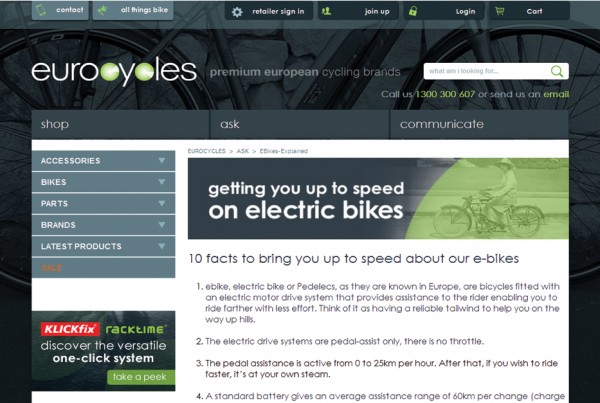 contact
all things bike
retailer sign in
join up
Login
Cart
eurocycles
premium european cycling brands
what am i looking for...
Call us 1300 300 607 or send us an email
shop
ask
communicate
ACCESSORIES
BIKES
PARTS
BRANDS
LATEST PRODUCTS
SALE
KLICKfix racktime
discover the versatile
one-click system
take a peek
EUROCYCLES > ASK > EBikes-Explained
getting you up to speed
on electric bikes
10 facts to bring you up to speed about our e-bikes
1. ebike, electric bike or Pedelecs, as they are known in Europe, are bicycles fitted with
an electric motor drive system that provides assistance to the rider enabling you to
ride farther with less effort. Think of it as having a reliable tailwind to help you on the
way up hills.
2. The electric drive systems are pedal-assist only, there is no throttle.
3. The pedal assistance is active from 0 to 25km per hour. After that, if you wish to ride
faster, it's at your own steam.
4. A standard battery gives an average assistance range of 60km per change (charge